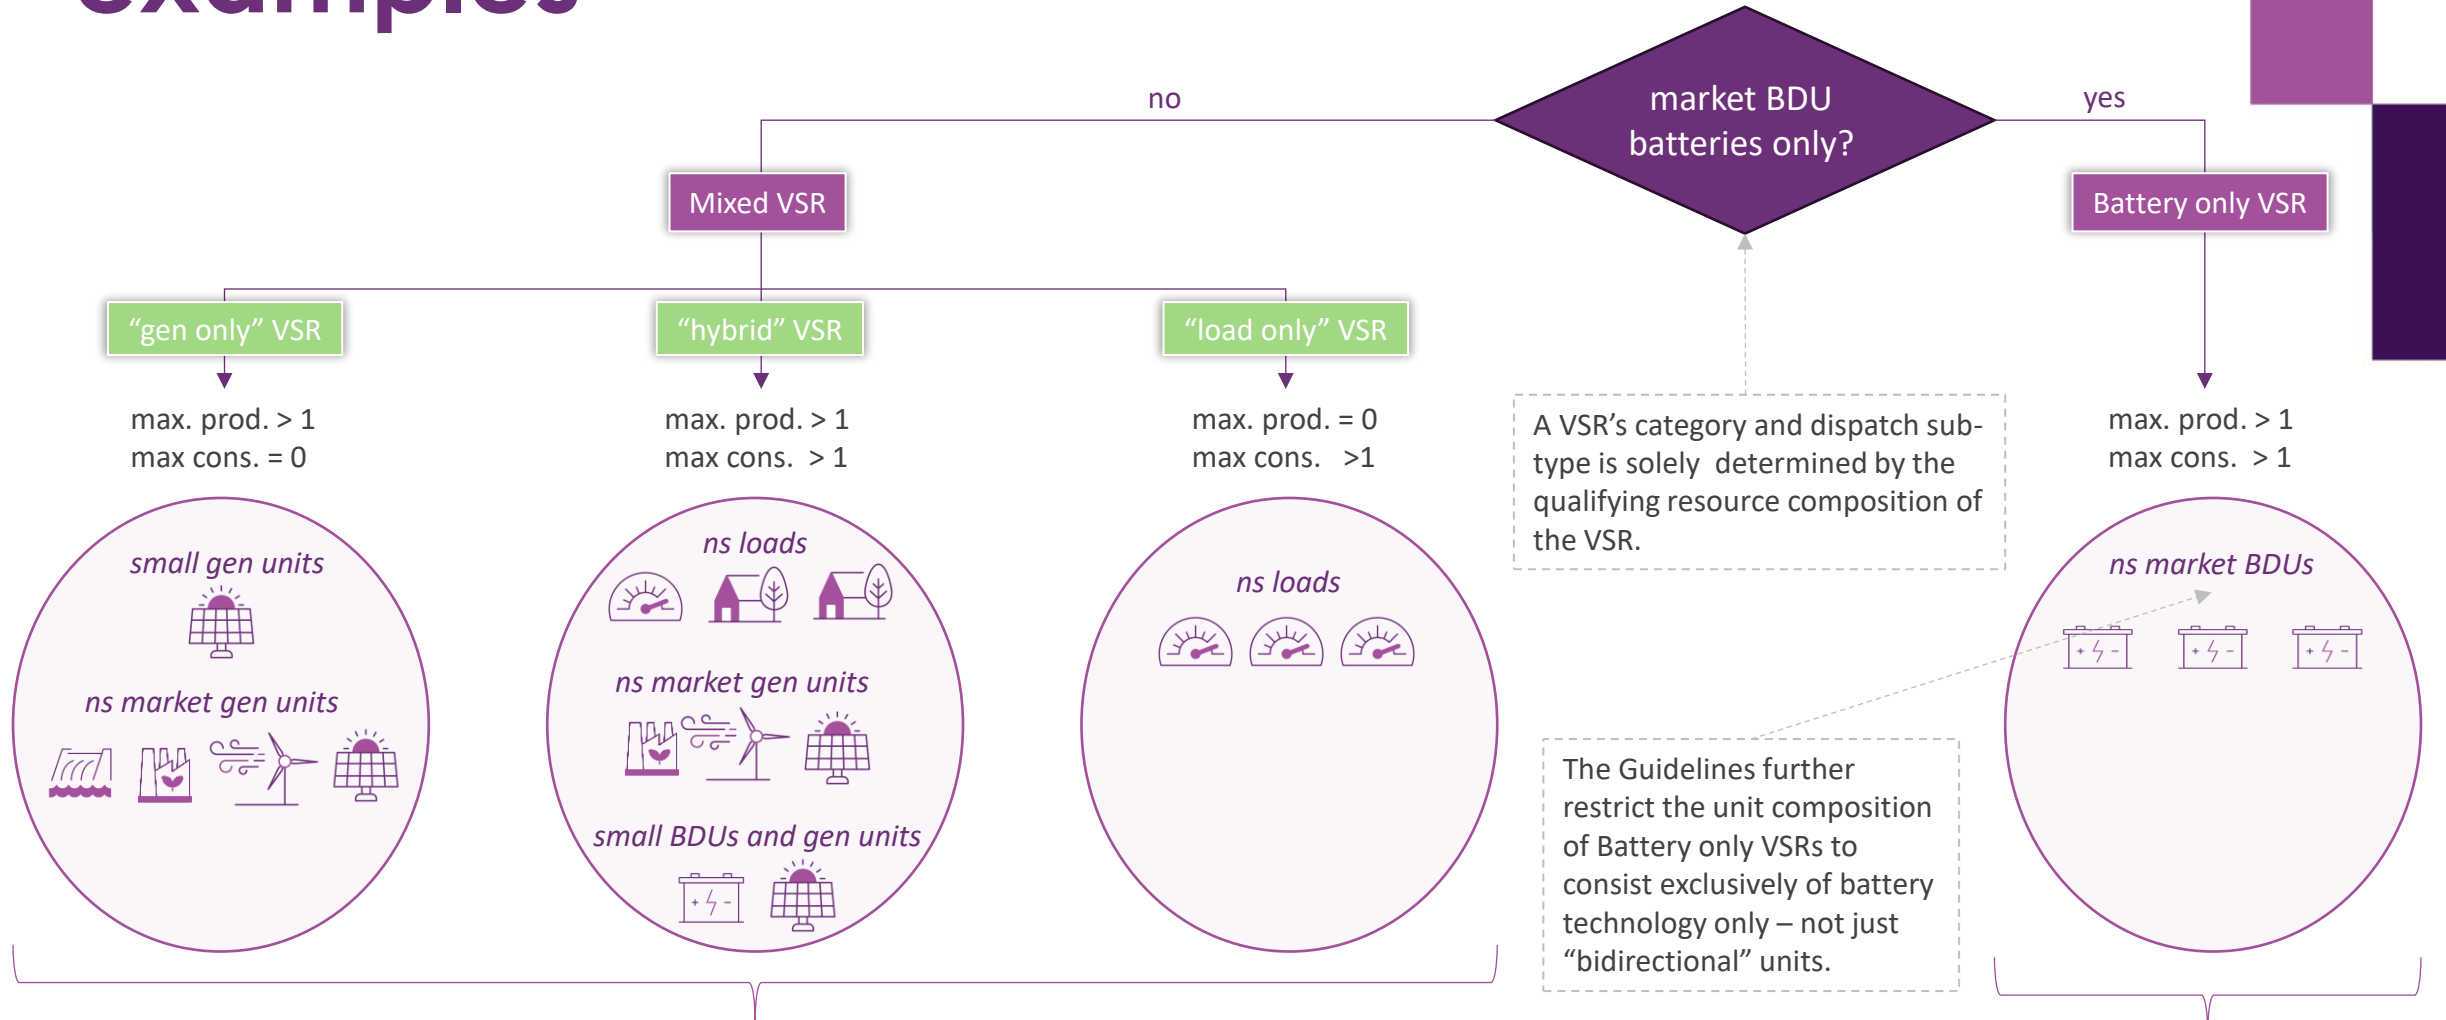 examples
market BDU
batteries only?
no
yes
Mixed VSR
Battery only VSR
“gen only” VSR
“hybrid” VSR
“load only” VSR
max. prod. > 1
max cons. = 0
max. prod. > 1
max cons. > 1
max. prod. = 0
max cons. >1
A VSR’s category and dispatch sub-
type is solely determined by the
qualifying resource composition of
the VSR.
max. prod. > 1
max cons. > 1
small gen units
ns market gen units
ns loads
ns market gen units
small BDUs and gen units
ns loads
ns market BDUs
The Guidelines further
restrict the unit composition
of Battery only VSRs to
consist exclusively of battery
technology only – not just
“bidirectional” units.